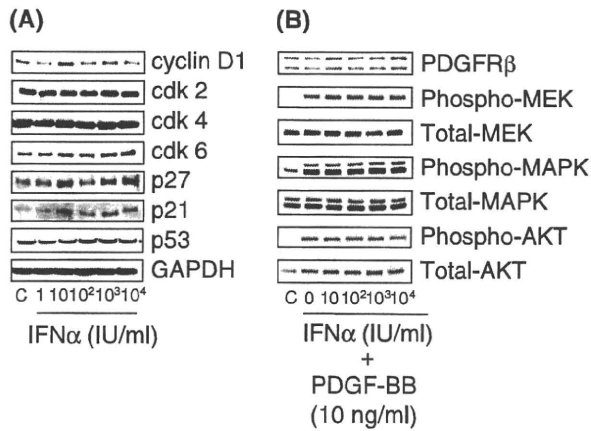 (A)
cyclin D1
cdk 2
cdk 4
cdk 6
p27
p21
p53
GAPDH
C 1 10 10² 10³ 10⁴
IFNα (IU/ml)
(B)
PDGFRβ
Phospho-MEK
Total-MEK
Phospho-MAPK
Total-MAPK
Phospho-AKT
Total-AKT
C 0 10 10² 10³ 10⁴
IFNα (IU/ml)
+
PDGF-BB
(10 ng/ml)